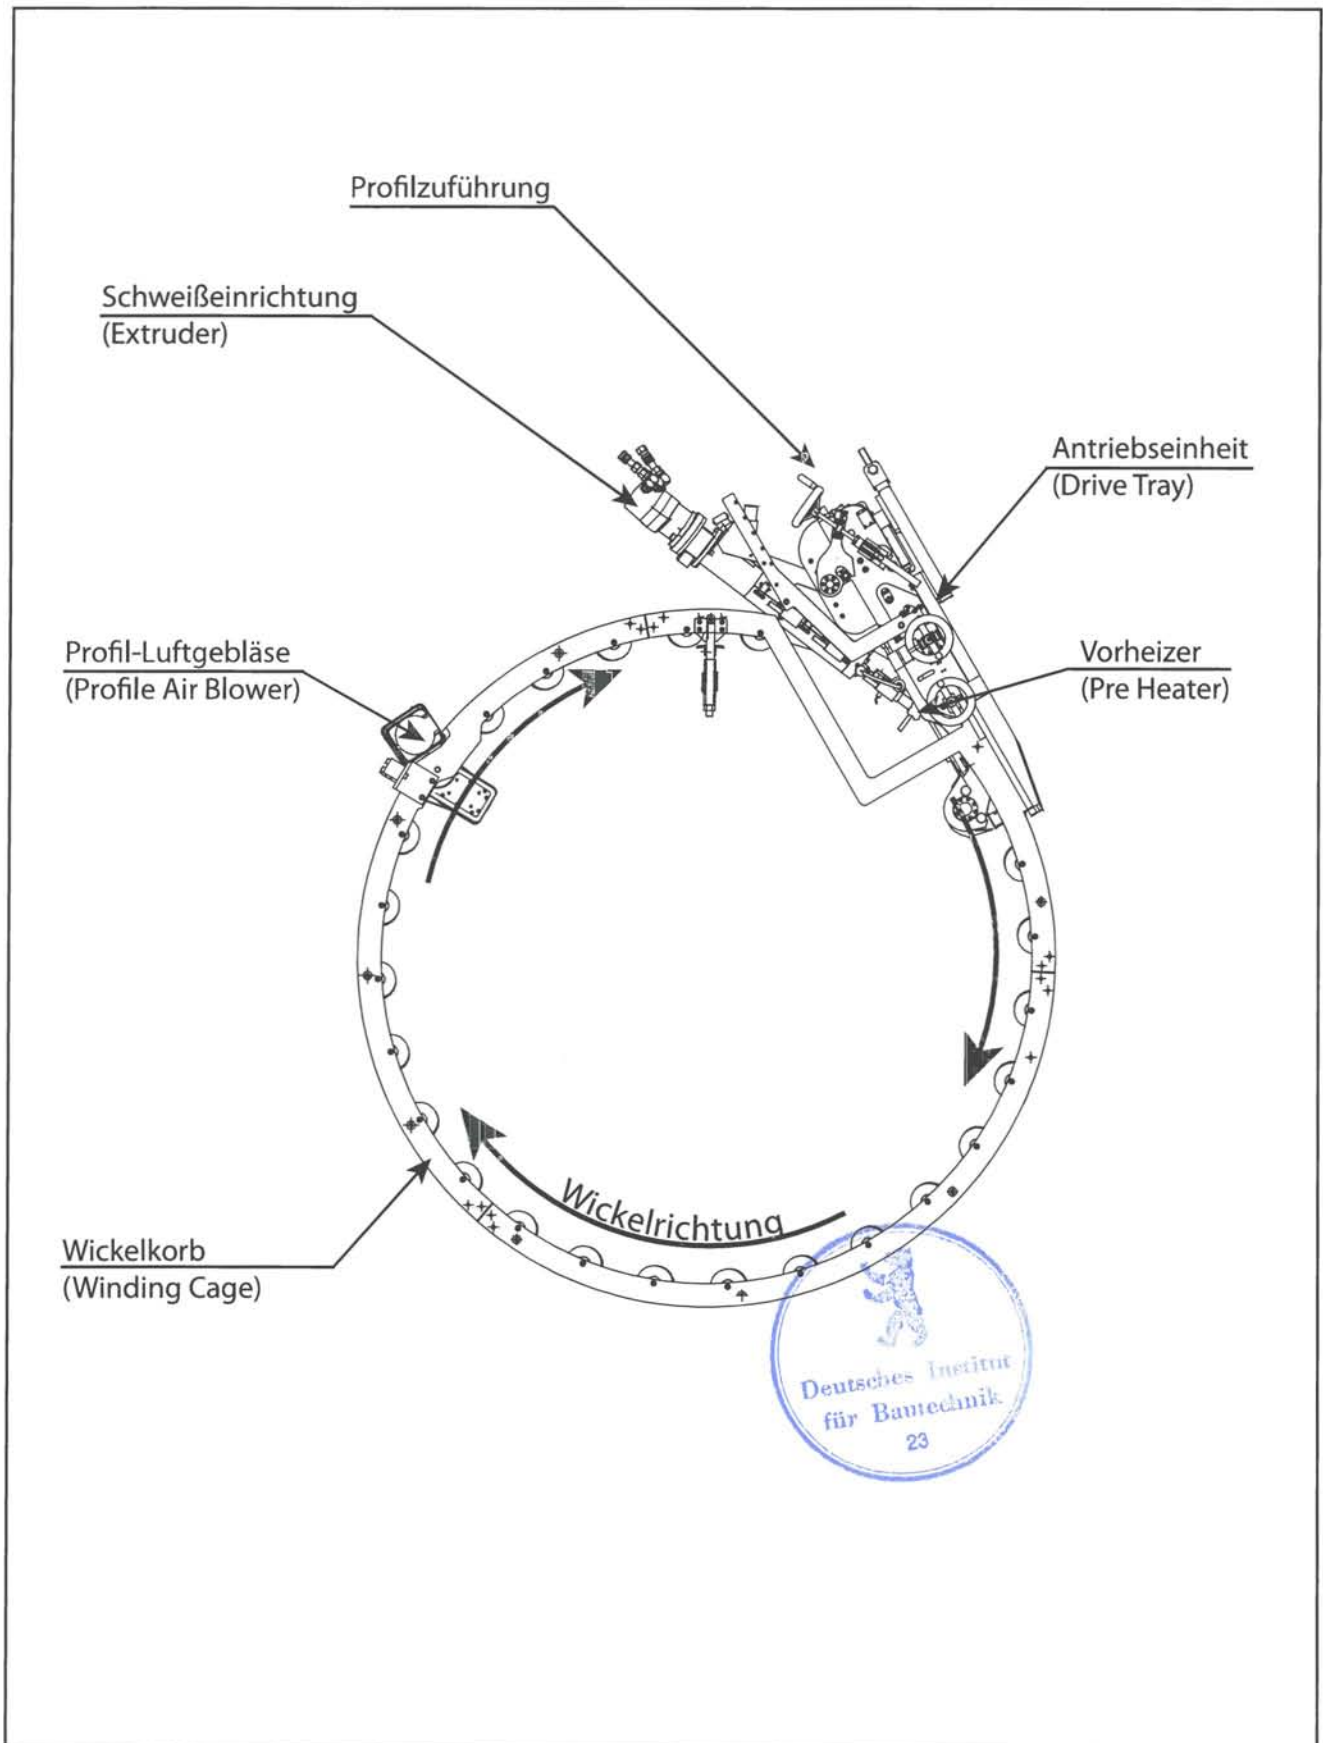 Profilzuführung
Schweißeinrichtung
(Extruder)
Antriebseinheit
(Drive Tray)
Profil-Luftgebläse
(Profile Air Blower)
Vorheizer
(Pre Heater)
Wickelrichtung
Wickelkorb
(Winding Cage)
Deutsches Institut
für Bautechnik
23